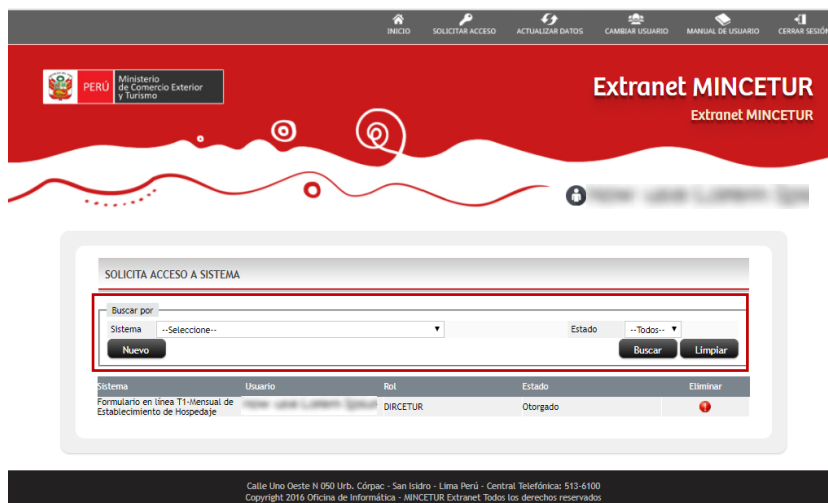 INICIO SOLICITAR ACCESO ACTUALIZAR DATOS CAMBIAR USUARIO MANUAL DE USUARIO CERRAR SESIÓN
PERÚ
Ministerio
de Comercio Exterior
y Turismo
Extranet MINCETUR
Extranet MINCETUR
SOLICITA ACCESO A SISTEMA
Buscar por
Sistema --Seleccione-- Estado --Todos--
Nuevo Buscar Limpiar
Sistema Usuario Rol Estado Eliminar
Formulario en línea T1-Mensual de
Establecimiento de Hospedaje DIRCETUR Otorgado
Calle Uno Oeste N 050 Urb. Córpac - San Isidro - Lima Perú - Central Telefónica: 513-6100
Copyright 2016 Oficina de Informática - MINCETUR Extranet Todos los derechos reservados